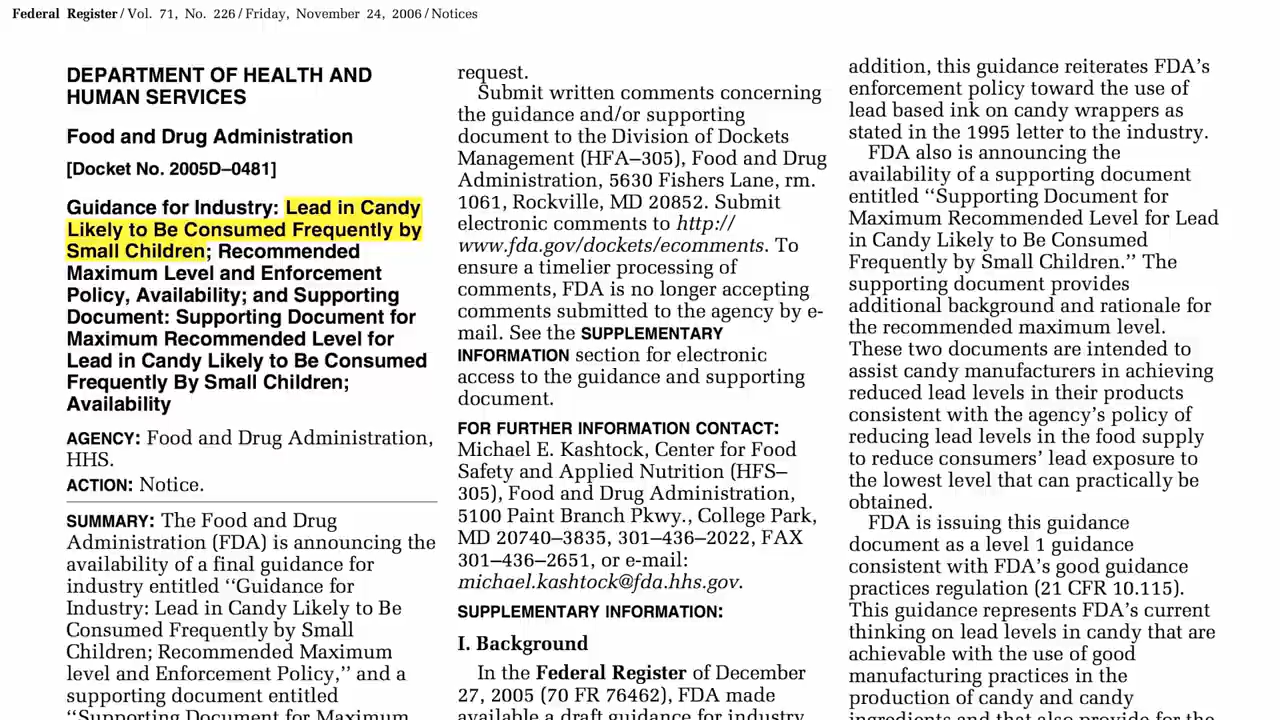 Federal Register / Vol. 71, No. 226 / Friday, November 24, 2006 / Notices
DEPARTMENT OF HEALTH AND
HUMAN SERVICES
Food and Drug Administration
[Docket No. 2005D–0481]
Guidance for Industry: Lead in Candy
Likely to Be Consumed Frequently by
Small Children; Recommended
Maximum Level and Enforcement
Policy, Availability; and Supporting
Document: Supporting Document for
Maximum Recommended Level for
Lead in Candy Likely to Be Consumed
Frequently By Small Children;
Availability
AGENCY: Food and Drug Administration,
HHS.
ACTION: Notice.
SUMMARY: The Food and Drug
Administration (FDA) is announcing the
availability of a final guidance for
industry entitled ‘‘Guidance for
Industry: Lead in Candy Likely to Be
Consumed Frequently by Small
Children; Recommended Maximum
level and Enforcement Policy,’’ and a
supporting document entitled
‘‘Supporting Document for Maximum
request.
Submit written comments concerning
the guidance and/or supporting
document to the Division of Dockets
Management (HFA–305), Food and Drug
Administration, 5630 Fishers Lane, rm.
1061, Rockville, MD 20852. Submit
electronic comments to http://
www.fda.gov/dockets/ecomments. To
ensure a timelier processing of
comments, FDA is no longer accepting
comments submitted to the agency by e-
mail. See the SUPPLEMENTARY
INFORMATION section for electronic
access to the guidance and supporting
document.
FOR FURTHER INFORMATION CONTACT:
Michael E. Kashtock, Center for Food
Safety and Applied Nutrition (HFS–
305), Food and Drug Administration,
5100 Paint Branch Pkwy., College Park,
MD 20740–3835, 301–436–2022, FAX
301–436–2651, or e-mail:
michael.kashtock@fda.hhs.gov.
SUPPLEMENTARY INFORMATION:
I. Background
In the Federal Register of December
27, 2005 (70 FR 76462), FDA made
available a draft guidance for industry
addition, this guidance reiterates FDA’s
enforcement policy toward the use of
lead based ink on candy wrappers as
stated in the 1995 letter to the industry.
FDA also is announcing the
availability of a supporting document
entitled ‘‘Supporting Document for
Maximum Recommended Level for Lead
in Candy Likely to Be Consumed
Frequently by Small Children.’’ The
supporting document provides
additional background and rationale for
the recommended maximum level.
These two documents are intended to
assist candy manufacturers in achieving
reduced lead levels in their products
consistent with the agency’s policy of
reducing lead levels in the food supply
to reduce consumers’ lead exposure to
the lowest level that can practically be
obtained.
FDA is issuing this guidance
document as a level 1 guidance
consistent with FDA’s good guidance
practices regulation (21 CFR 10.115).
This guidance represents FDA’s current
thinking on lead levels in candy that are
achievable with the use of good
manufacturing practices in the
production of candy and candy
ingredients and that also provide for the